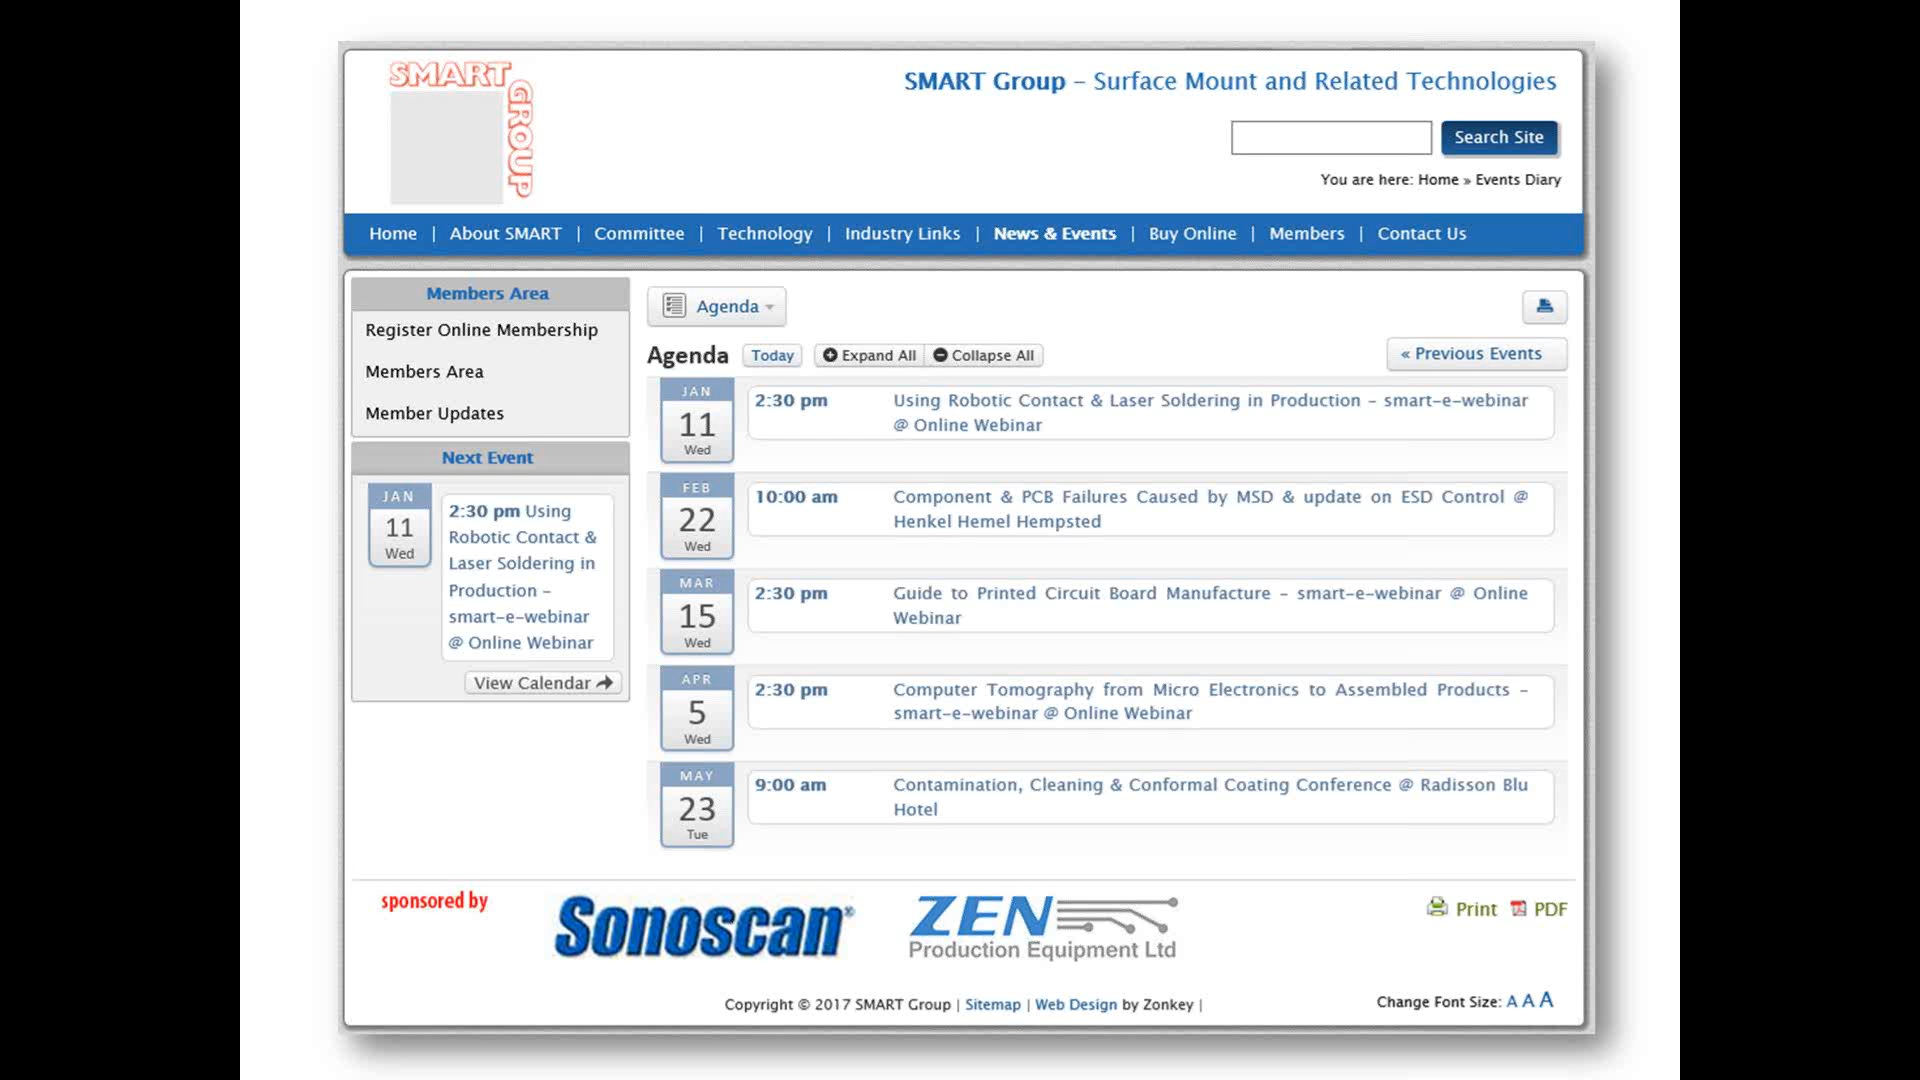 SMART
GROUP
SMART Group – Surface Mount and Related Technologies
Search Site
You are here: Home » Events Diary
Home | About SMART | Committee | Technology | Industry Links | News & Events | Buy Online | Members | Contact Us
Members Area
Register Online Membership
Members Area
Member Updates
Next Event
JAN
11
Wed
2:30 pm Using
Robotic Contact &
Laser Soldering in
Production –
smart-e-webinar
@ Online Webinar
View Calendar
Agenda
Agenda
Today
Expand All
Collapse All
« Previous Events
JAN
11
Wed
2:30 pm
Using Robotic Contact & Laser Soldering in Production – smart-e-webinar
@ Online Webinar
FEB
22
Wed
10:00 am
Component & PCB Failures Caused by MSD & update on ESD Control @
Henkel Hemel Hempsted
MAR
15
Wed
2:30 pm
Guide to Printed Circuit Board Manufacture – smart-e-webinar @ Online
Webinar
APR
5
Wed
2:30 pm
Computer Tomography from Micro Electronics to Assembled Products –
smart-e-webinar @ Online Webinar
MAY
23
Tue
9:00 am
Contamination, Cleaning & Conformal Coating Conference @ Radisson Blu
Hotel
sponsored by
Sonoscan®
ZEN
Production Equipment Ltd
Print
PDF
Copyright © 2017 SMART Group | Sitemap | Web Design by Zonkey |
Change Font Size: A A A